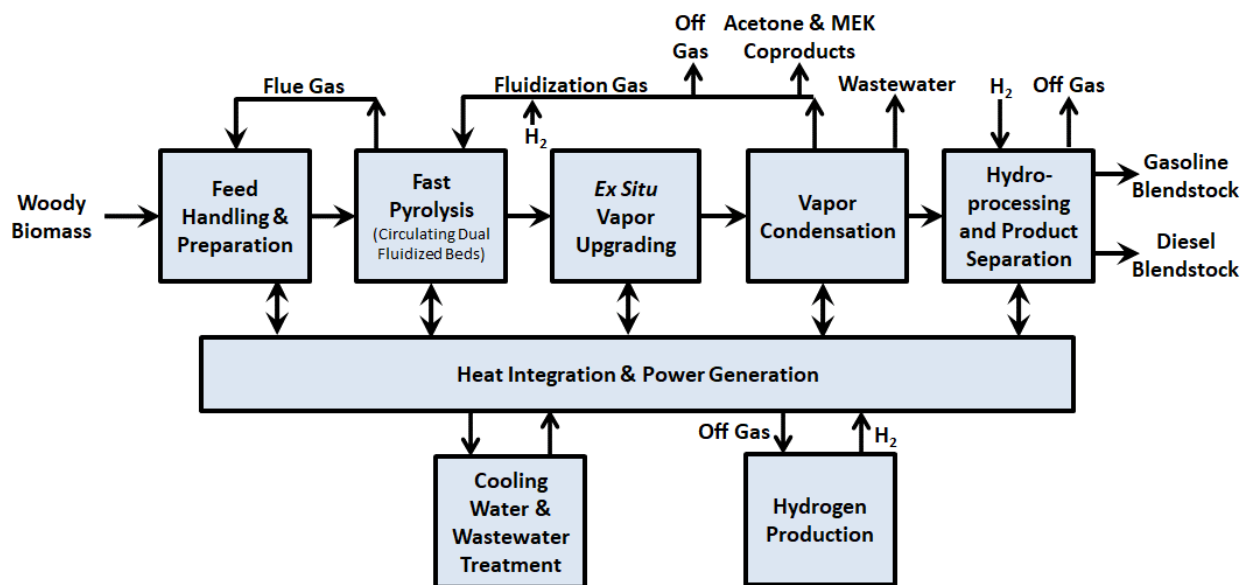 Off
Gas
Acetone & MEK
Coproducts
Flue Gas
Fluidization Gas
H₂
Wastewater
H₂
Off Gas
Woody
Biomass
Feed
Handling &
Preparation
Fast
Pyrolysis
(Circulating Dual
Fluidized Beds)
Ex Situ
Vapor
Upgrading
Vapor
Condensation
Hydro-
processing
and Product
Separation
Gasoline
Blendstock
Diesel
Blendstock
Heat Integration & Power Generation
Off Gas
H₂
Cooling
Water &
Wastewater
Treatment
Hydrogen
Production